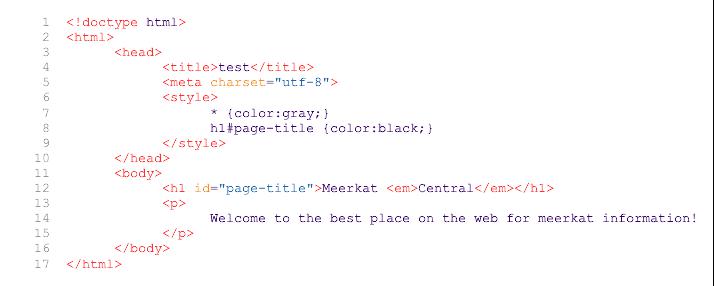 1 <!doctype html>
2 <html>
3 <head>
4 <title>test</title>
5 <meta charset="utf-8">
6 <style>
7 * {color:gray;}
8 h1#page-title {color:black;}
9 </style>
10 </head>
11 <body>
12 <h1 id="page-title">Meerkat <em>Central</em></h1>
13 <p>
14 Welcome to the best place on the web for meerkat information!
15 </p>
16 </body>
17 </html>